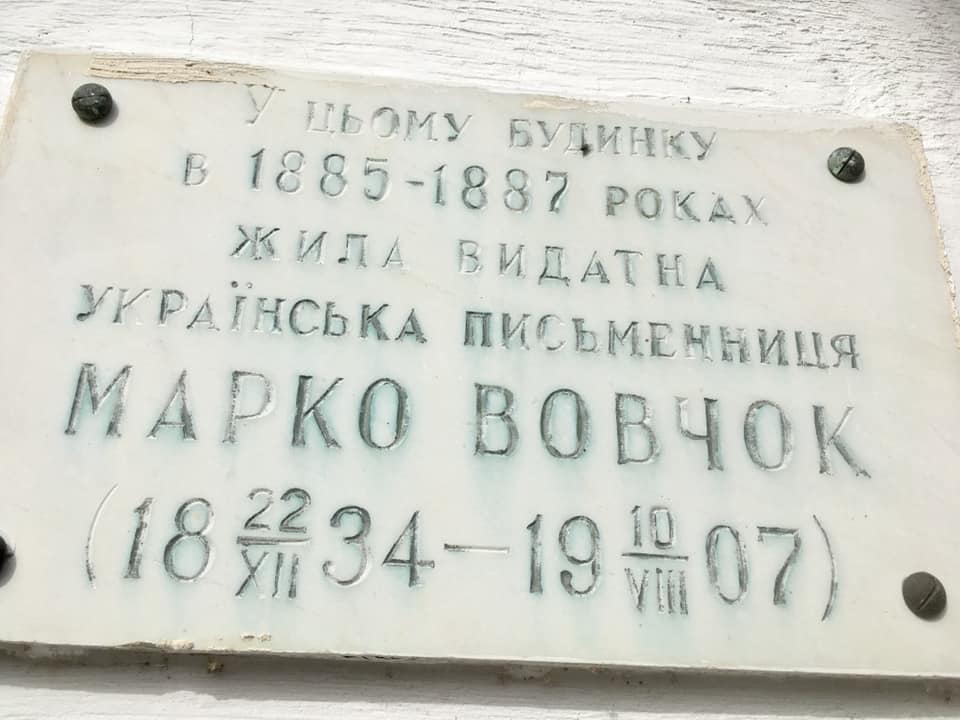 У ЦЬОМУ БУДИНКУ
В 1885-1887 РОКАХ
ЖИЛА ВИДАТНА
УКРАЇНСЬКА ПИСЬМЕННИЦЯ
МАРКО ВОВЧОК
(18 22/XII 34 — 19 10/VIII 07)